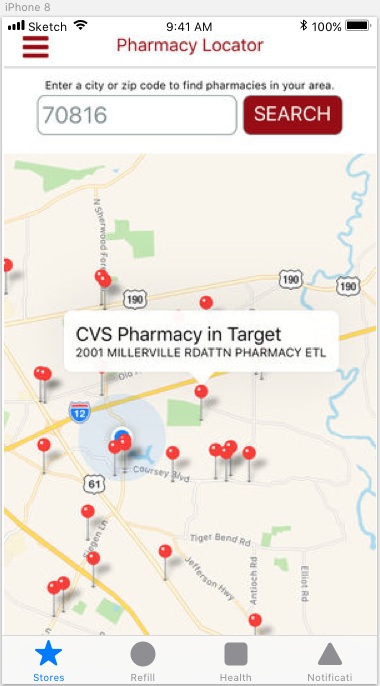 iPhone 8
Sketch 9:41 AM 100%
Pharmacy Locator
Enter a city or zip code to find pharmacies in your area.
70816
SEARCH
N Sherwood Fore
190
190
190
CVS Pharmacy in Target
2001 MILLERVILLE RDATTN PHARMACY ETL
Old
12
61
Coursey Blvd
Siegen Ln
Tiger Bend Rd
Jefferson Hwy
Antioch Rd
Elliot Rd
Stores Refill Health Notificati